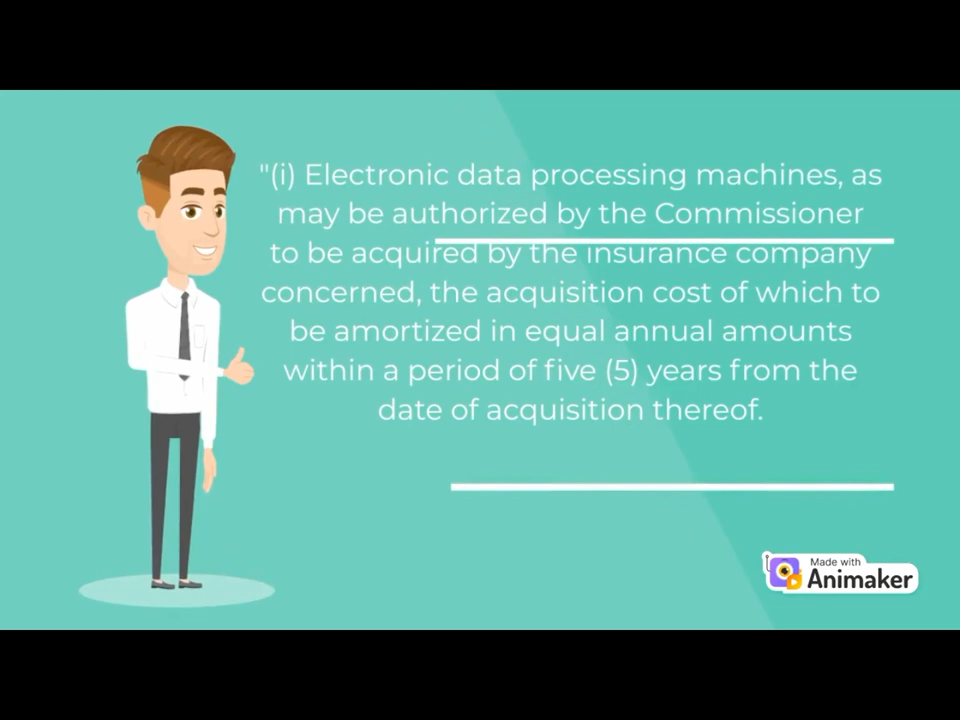 "(i) Electronic data processing machines, as
may be authorized by the Commissioner
to be acquired by the insurance company
concerned, the acquisition cost of which to
be amortized in equal annual amounts
within a period of five (5) years from the
date of acquisition thereof.
Made with
Animaker